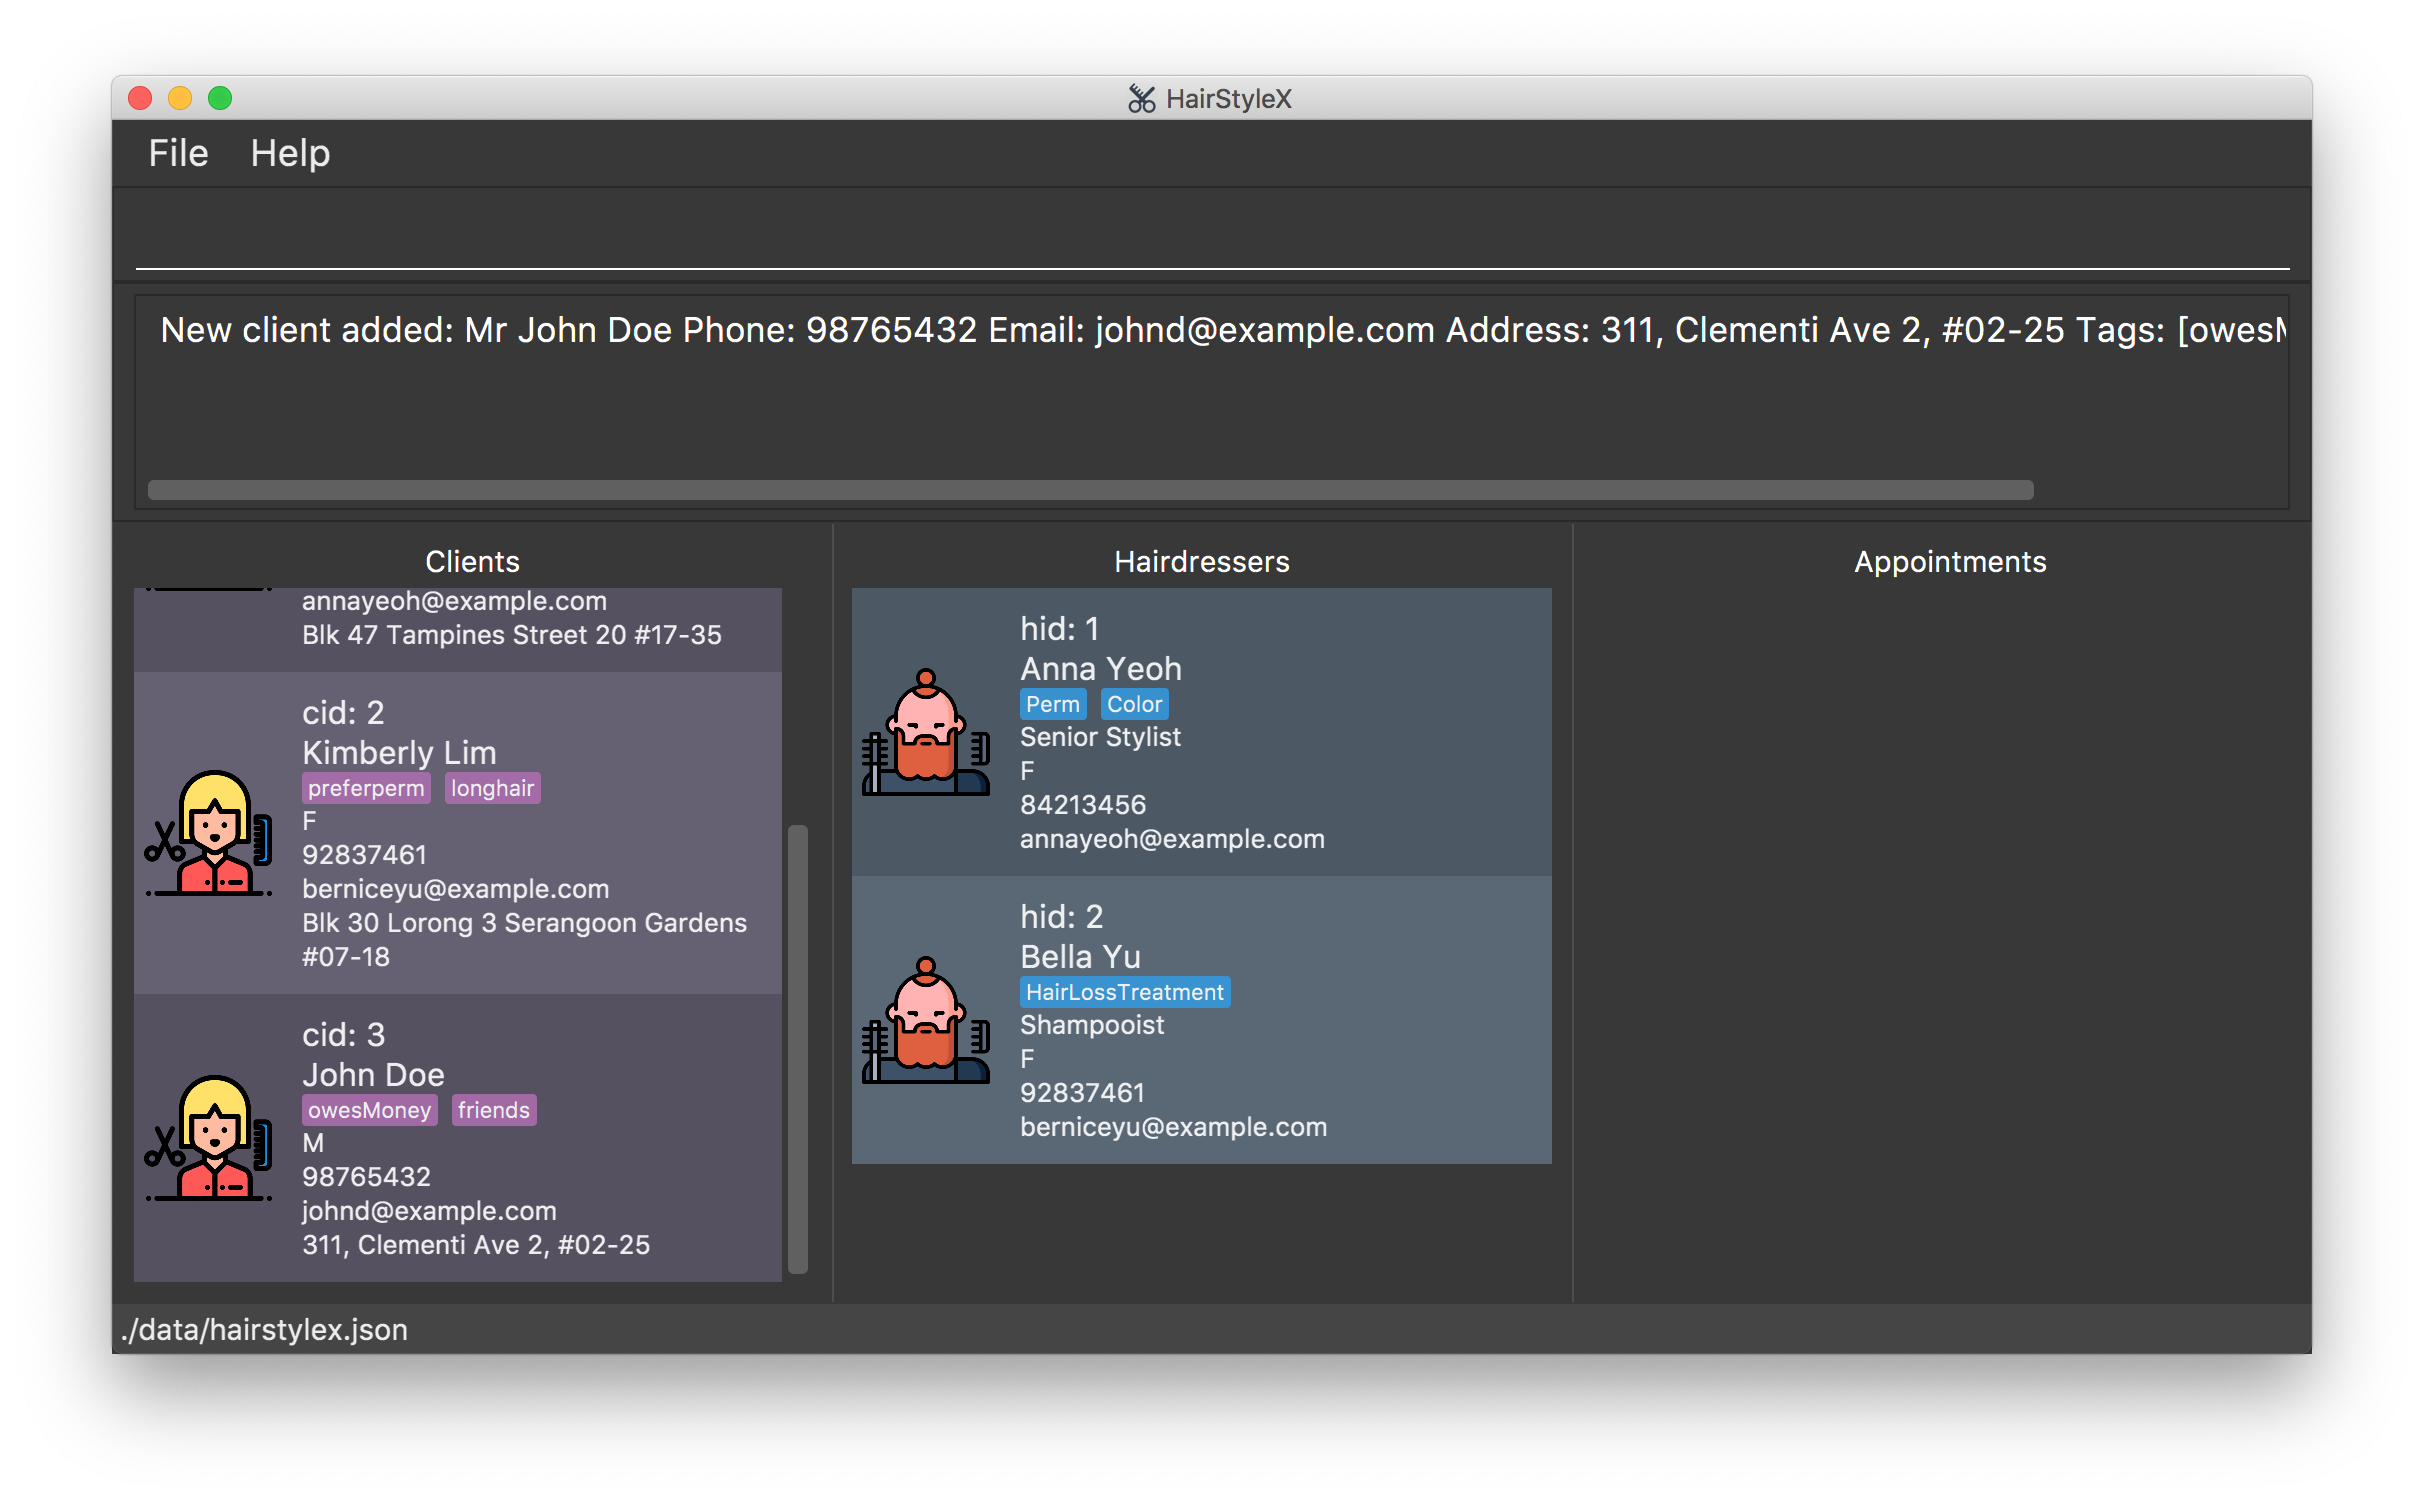 HairStyleX
File Help
New client added: Mr John Doe Phone: 98765432 Email: johnd@example.com Address: 311, Clementi Ave 2, #02-25 Tags: [owes
Clients
annayeoh@example.com
Blk 47 Tampines Street 20 #17-35
cid: 2
Kimberly Lim
preferperm longhair
F
92837461
berniceyu@example.com
Blk 30 Lorong 3 Serangoon Gardens
#07-18
cid: 3
John Doe
owesMoney friends
M
98765432
johnd@example.com
311, Clementi Ave 2, #02-25
Hairdressers
hid: 1
Anna Yeoh
Perm Color
Senior Stylist
F
84213456
annayeoh@example.com
hid: 2
Bella Yu
HairLossTreatment
Shampooist
F
92837461
berniceyu@example.com
Appointments
./data/hairstylex.json